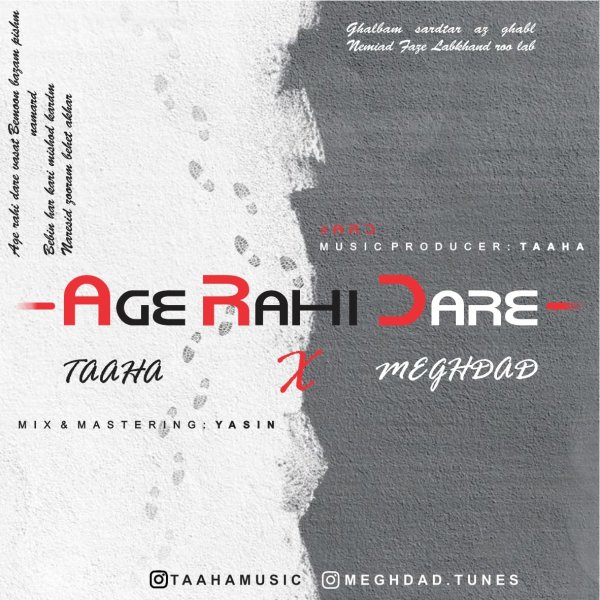 Ghalbam sardtar az ghabl
Nemiad Faze Labkhand roo lab
Age rahi dare vasat Bemoon bazam pishm
namard
Bebin har kari mishod kardm
Naresid zooram behet akhar
MUSIC PRODUCER: TAAHA
AGE RAHI DARE
TAAHA X MEGHDAD
MIX & MASTERING: YASIN
TAAHAMUSIC MEGHDAD.TUNES